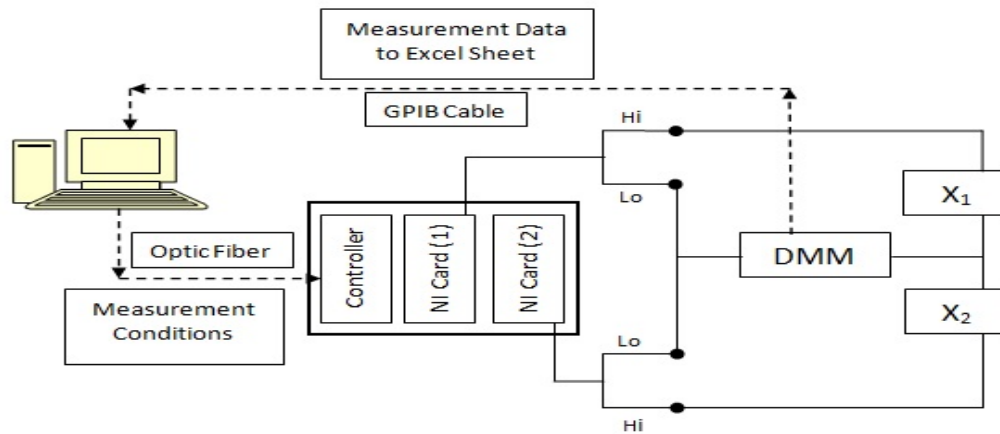 Measurement Data
to Excel Sheet
GPIB Cable
Hi
Lo
X₁
Optic Fiber
Controller
NI Card (1)
NI Card (2)
DMM
Measurement
Conditions
X₂
Lo
Hi